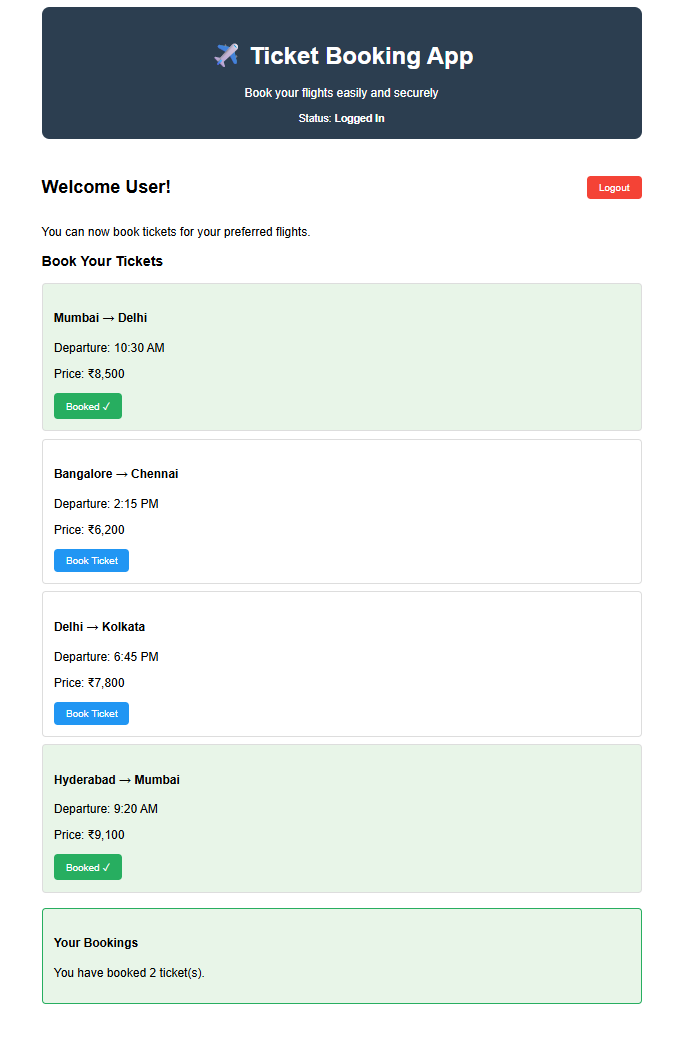 ✈️ Ticket Booking App
Book your flights easily and securely
Status: Logged In
Welcome User!
Logout
You can now book tickets for your preferred flights.
Book Your Tickets
Mumbai → Delhi
Departure: 10:30 AM
Price: ₹8,500
Booked ✓
Bangalore → Chennai
Departure: 2:15 PM
Price: ₹6,200
Book Ticket
Delhi → Kolkata
Departure: 6:45 PM
Price: ₹7,800
Book Ticket
Hyderabad → Mumbai
Departure: 9:20 AM
Price: ₹9,100
Booked ✓
Your Bookings
You have booked 2 ticket(s).